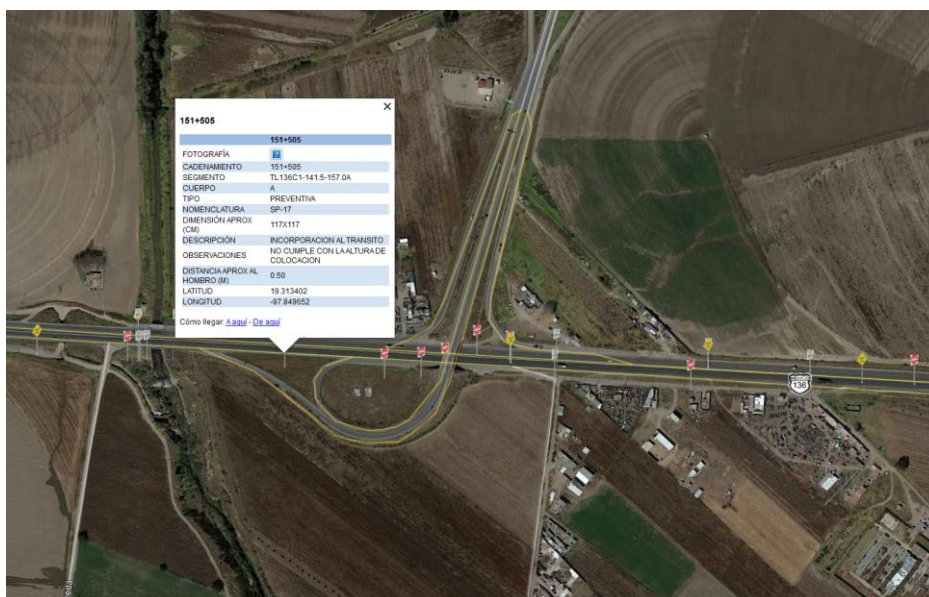 151+505
151+505
FOTOGRAFÍA
CADENAMIENTO 151+505
SEGMENTO TL136C1-141.5-157.0A
CUERPO A
TIPO PREVENTIVA
NOMENCLATURA SP-17
DIMENSIÓN APROX (CM) 117X117
DESCRIPCIÓN INCORPORACION AL TRANSITO
OBSERVACIONES NO CUMPLE CON LA ALTURA DE COLOCACION
DISTANCIA APROX AL HOMBRO (M) 0.50
LATITUD 19.313402
LONGITUD -97.849652
Cómo llegar: A aquí - De aquí
136